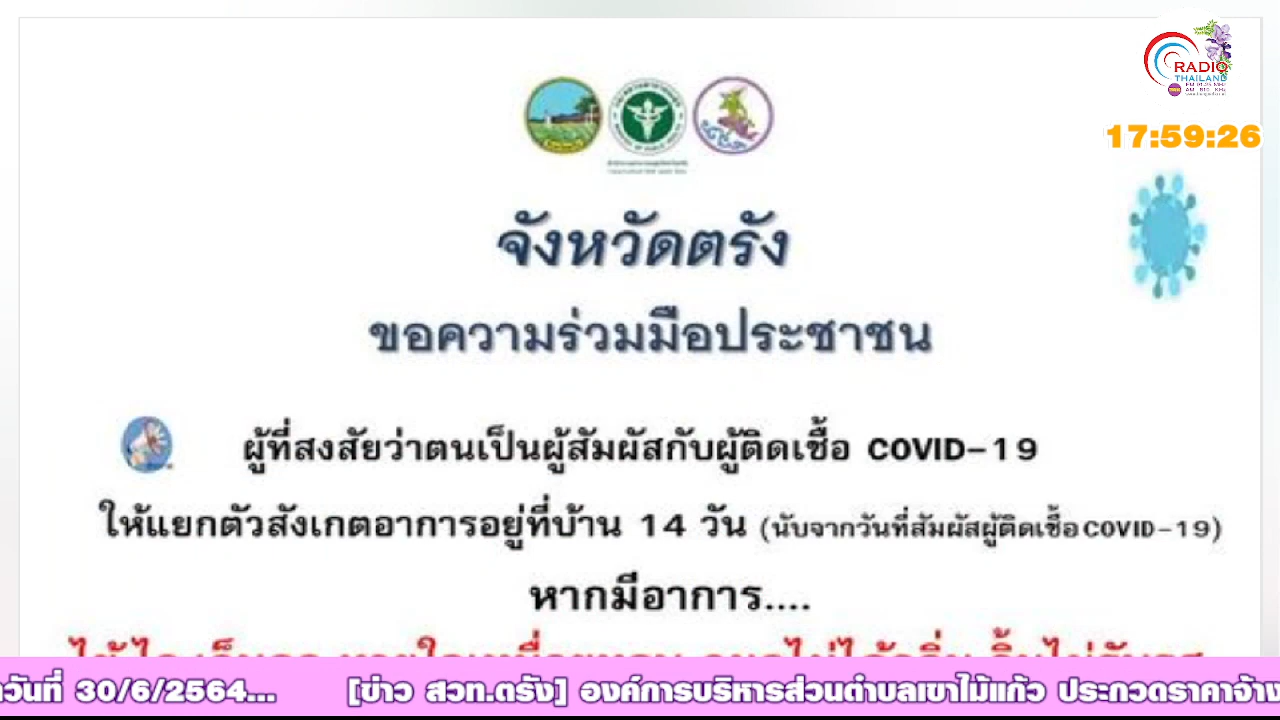 RADIO
THAILAND
17:59:26
จังหวัดตรัง
ขอความร่วมมือประชาชน
ผู้ที่สงสัยว่าตนเป็นผู้สัมผัสกับผู้ติดเชื้อ COVID-19
ให้แยกตัวสังเกตอาการอยู่ที่บ้าน 14 วัน (นับจากวันที่สัมผัสผู้ติดเชื้อ COVID-19)
หากมีอาการ....
วันที่ 30/6/2564... [ข่าว สวท.ตรัง] องค์การบริหารส่วนตำบลเขาไม้แก้ว ประกวดราคาจ้าง